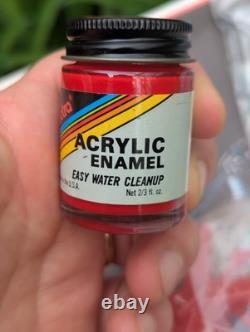 ACRYLIC
ENAMEL
EASY WATER CLEANUP
Net 2/3 fl. oz.
U.S.A.